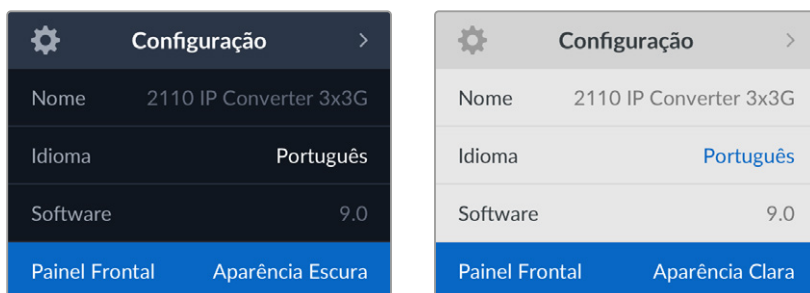 Configuração
Nome 2110 IP Converter 3x3G
Idioma Português
Software 9.0
Painel Frontal Aparência Escura
Configuração
Nome 2110 IP Converter 3x3G
Idioma Português
Software 9.0
Painel Frontal Aparência Clara